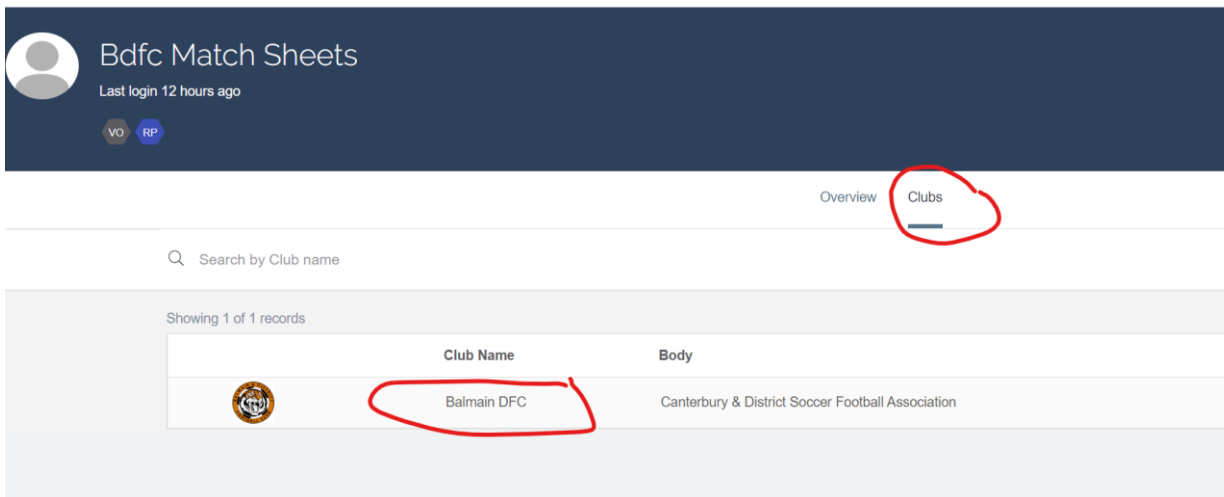 Bdfc Match Sheets
Last login 12 hours ago
VO RP
Overview Clubs
Search by Club name
Showing 1 of 1 records
Club Name Body
Balmain DFC Canterbury & District Soccer Football Association